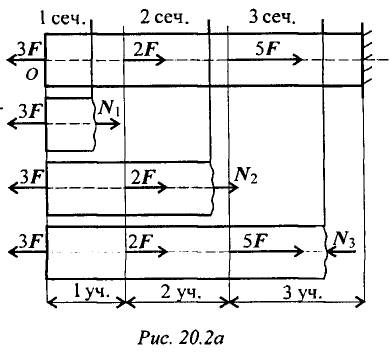 1 сеч. 2 сеч. 3 сеч.
3F 2F 5F
O
3F N₁
3F 2F N₂
3F 2F 5F N₃
1 уч. 2 уч. 3 уч.
Рис. 20.2а